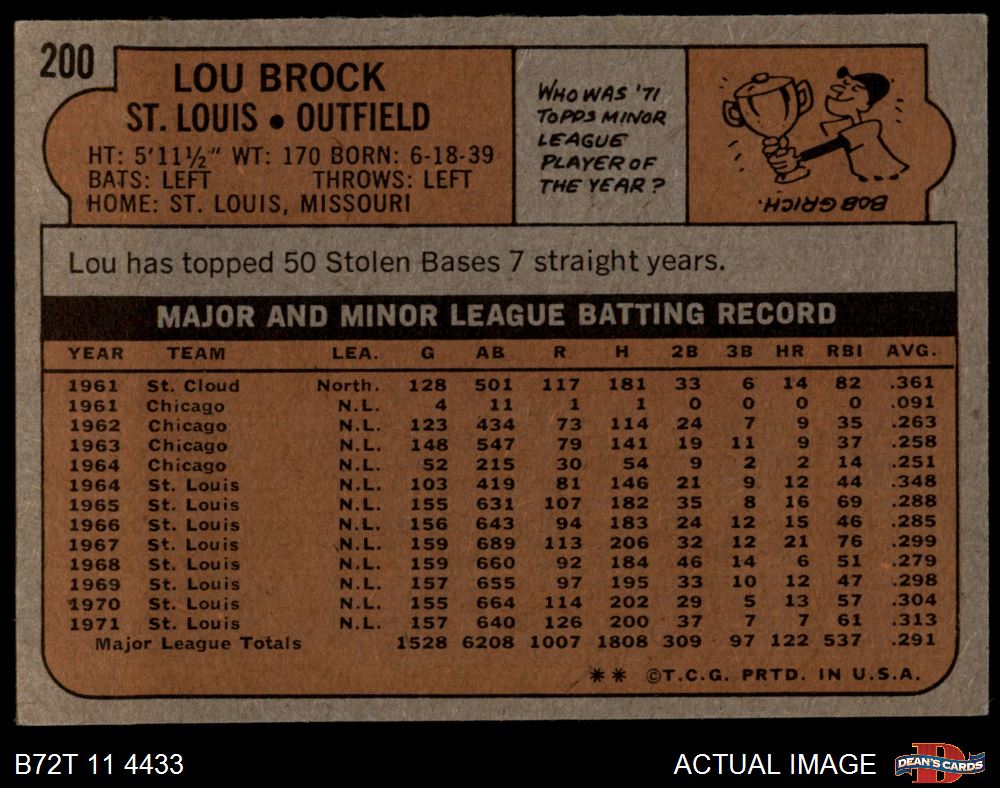 200
LOU BROCK
ST. LOUIS • OUTFIELD
HT: 5'11½" WT: 170 BORN: 6-18-39
BATS: LEFT THROWS: LEFT
HOME: ST. LOUIS, MISSOURI
WHO WAS '71
TOPPS MINOR
LEAGUE
PLAYER OF
THE YEAR?
BOB GRICH.
Lou has topped 50 Stolen Bases 7 straight years.
MAJOR AND MINOR LEAGUE BATTING RECORD
YEAR TEAM LEA. G AB R H 2B 3B HR RBI AVG.
1961 St. Cloud North. 128 501 117 181 33 6 14 82 .361
1961 Chicago N.L. 4 11 1 1 0 0 0 0 .091
1962 Chicago N.L. 123 434 73 114 24 7 9 35 .263
1963 Chicago N.L. 148 547 79 141 19 11 9 37 .258
1964 Chicago N.L. 52 215 30 54 9 2 2 14 .251
1964 St. Louis N.L. 103 419 81 146 21 9 12 44 .348
1965 St. Louis N.L. 155 631 107 182 35 8 16 69 .288
1966 St. Louis N.L. 156 643 94 183 24 12 15 46 .285
1967 St. Louis N.L. 159 689 113 206 32 12 21 76 .299
1968 St. Louis N.L. 159 660 92 184 46 14 6 51 .279
1969 St. Louis N.L. 157 655 97 195 33 10 12 47 .298
1970 St. Louis N.L. 155 664 114 202 29 5 13 57 .304
1971 St. Louis N.L. 157 640 126 200 37 7 7 61 .313
Major League Totals 1528 6208 1007 1808 309 97 122 537 .291
** ©T.C.G. PRTD. IN U.S.A.
B72T 11 4433
ACTUAL IMAGE
DEAN'S CARDS